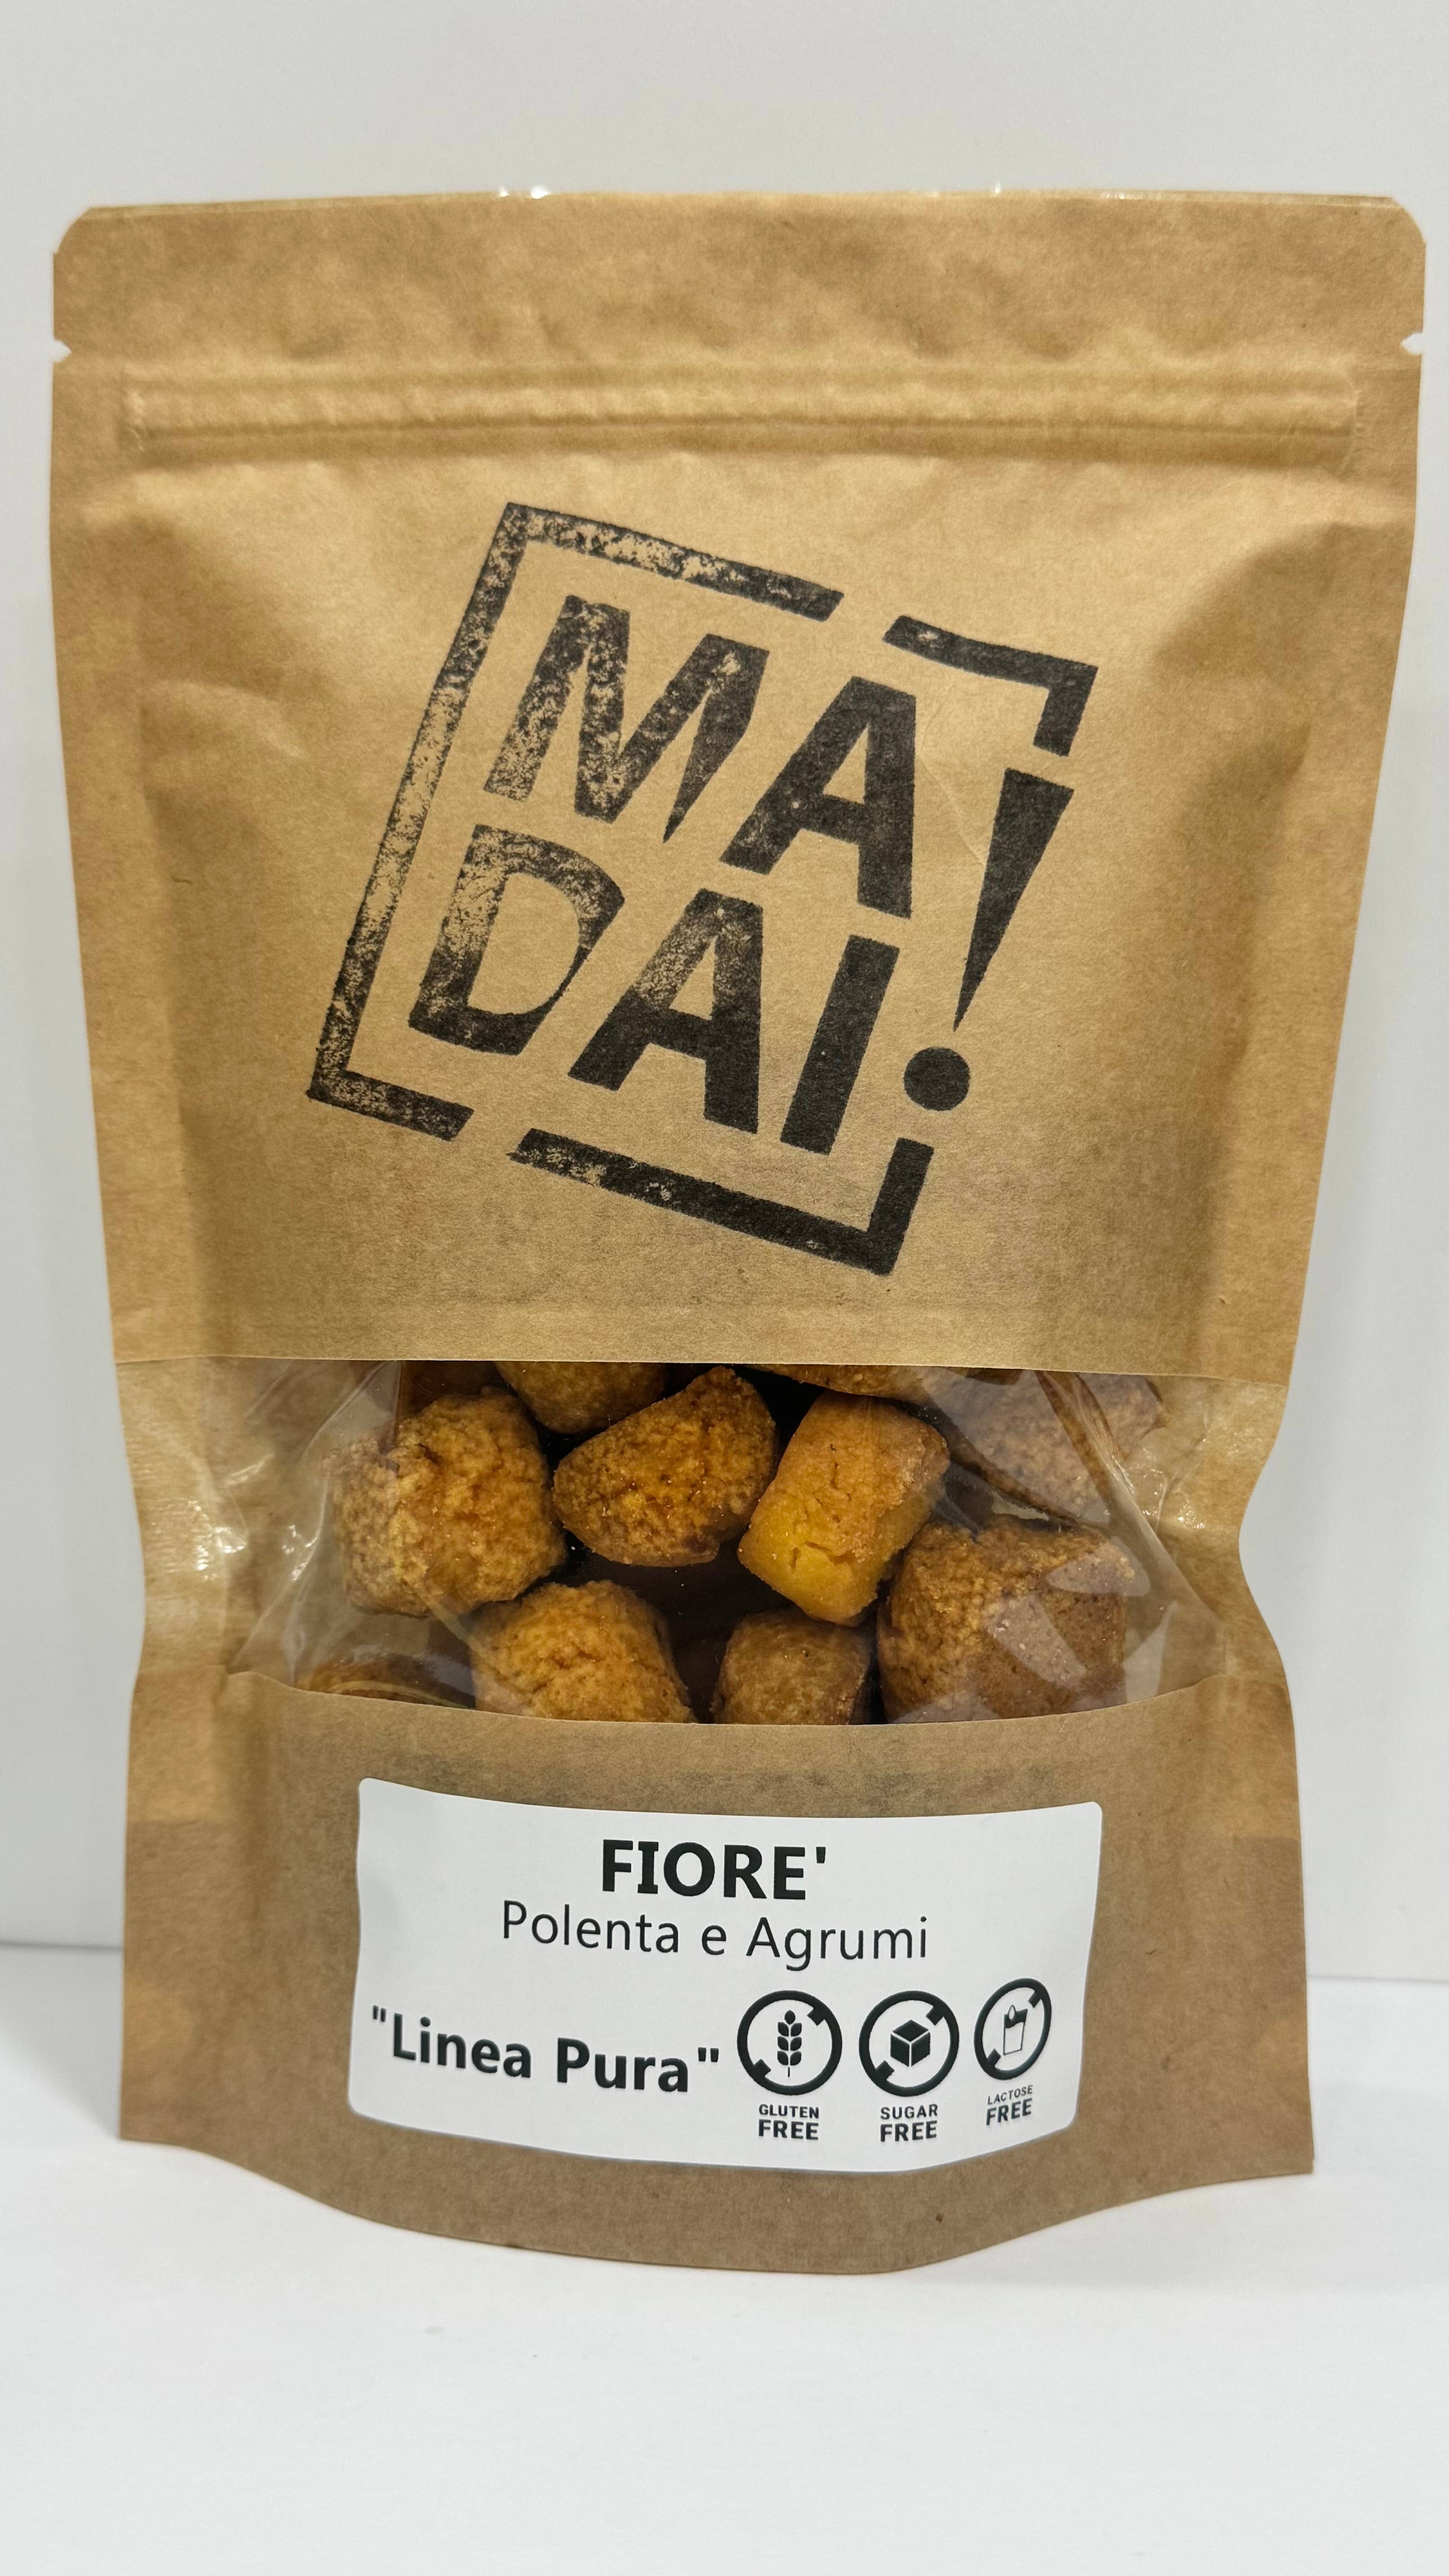 MA
DAI!
FIORE'
Polenta e Agrumi
"Linea Pura"
GLUTEN
FREE
SUGAR
FREE
LACTOSE
FREE